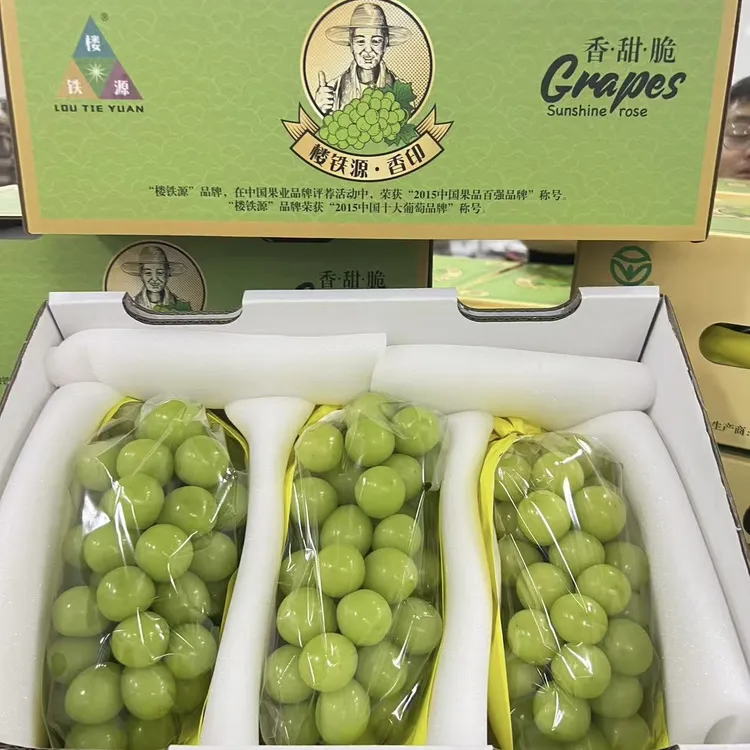 楼
®
铁 源
LOU TIE YUAN
楼铁源·香印
香·甜·脆
Grapes
Sunshine rose
“楼铁源”品牌，在中国果业品牌评荐活动中，荣获“2015中国果品百强品牌”称号。
“楼铁源”品牌荣获“2015中国十大葡萄品牌”称号。
香·甜·脆
生产商: